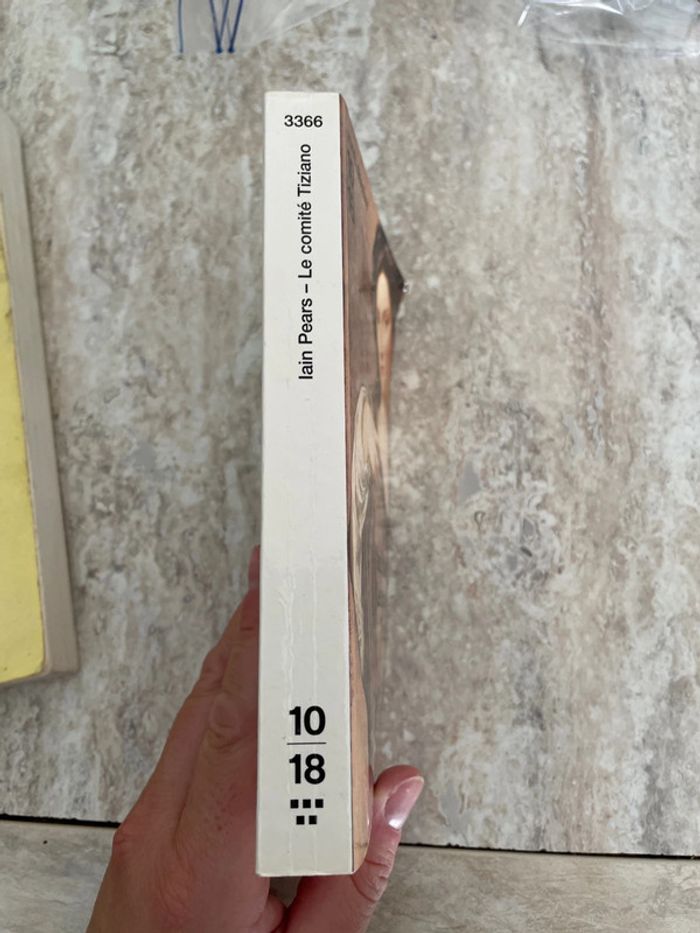 3366
Iain Pears – Le comité Tiziano
10
18